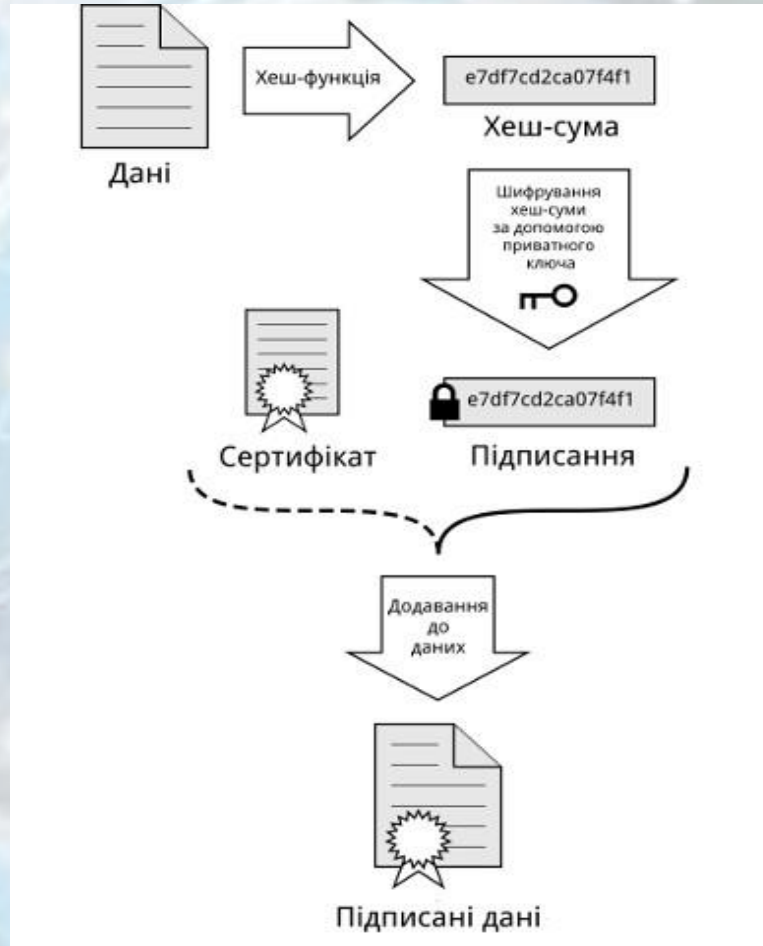 Хеш-функція
e7df7cd2ca07f4f1
Хеш-сума
Дані
Шифрування
хеш-суми
за допомогою
приватного
ключа
e7df7cd2ca07f4f1
Сертифікат
Підписання
Додавання
до
даних
Підписані дані